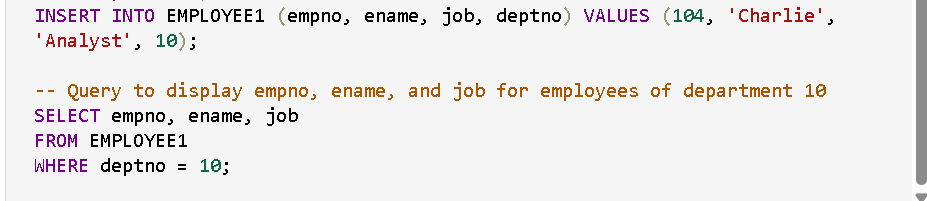 INSERT INTO EMPLOYEE1 (empno, ename, job, deptno) VALUES (104, 'Charlie',
'Analyst', 10);
-- Query to display empno, ename, and job for employees of department 10
SELECT empno, ename, job
FROM EMPLOYEE1
WHERE deptno = 10;